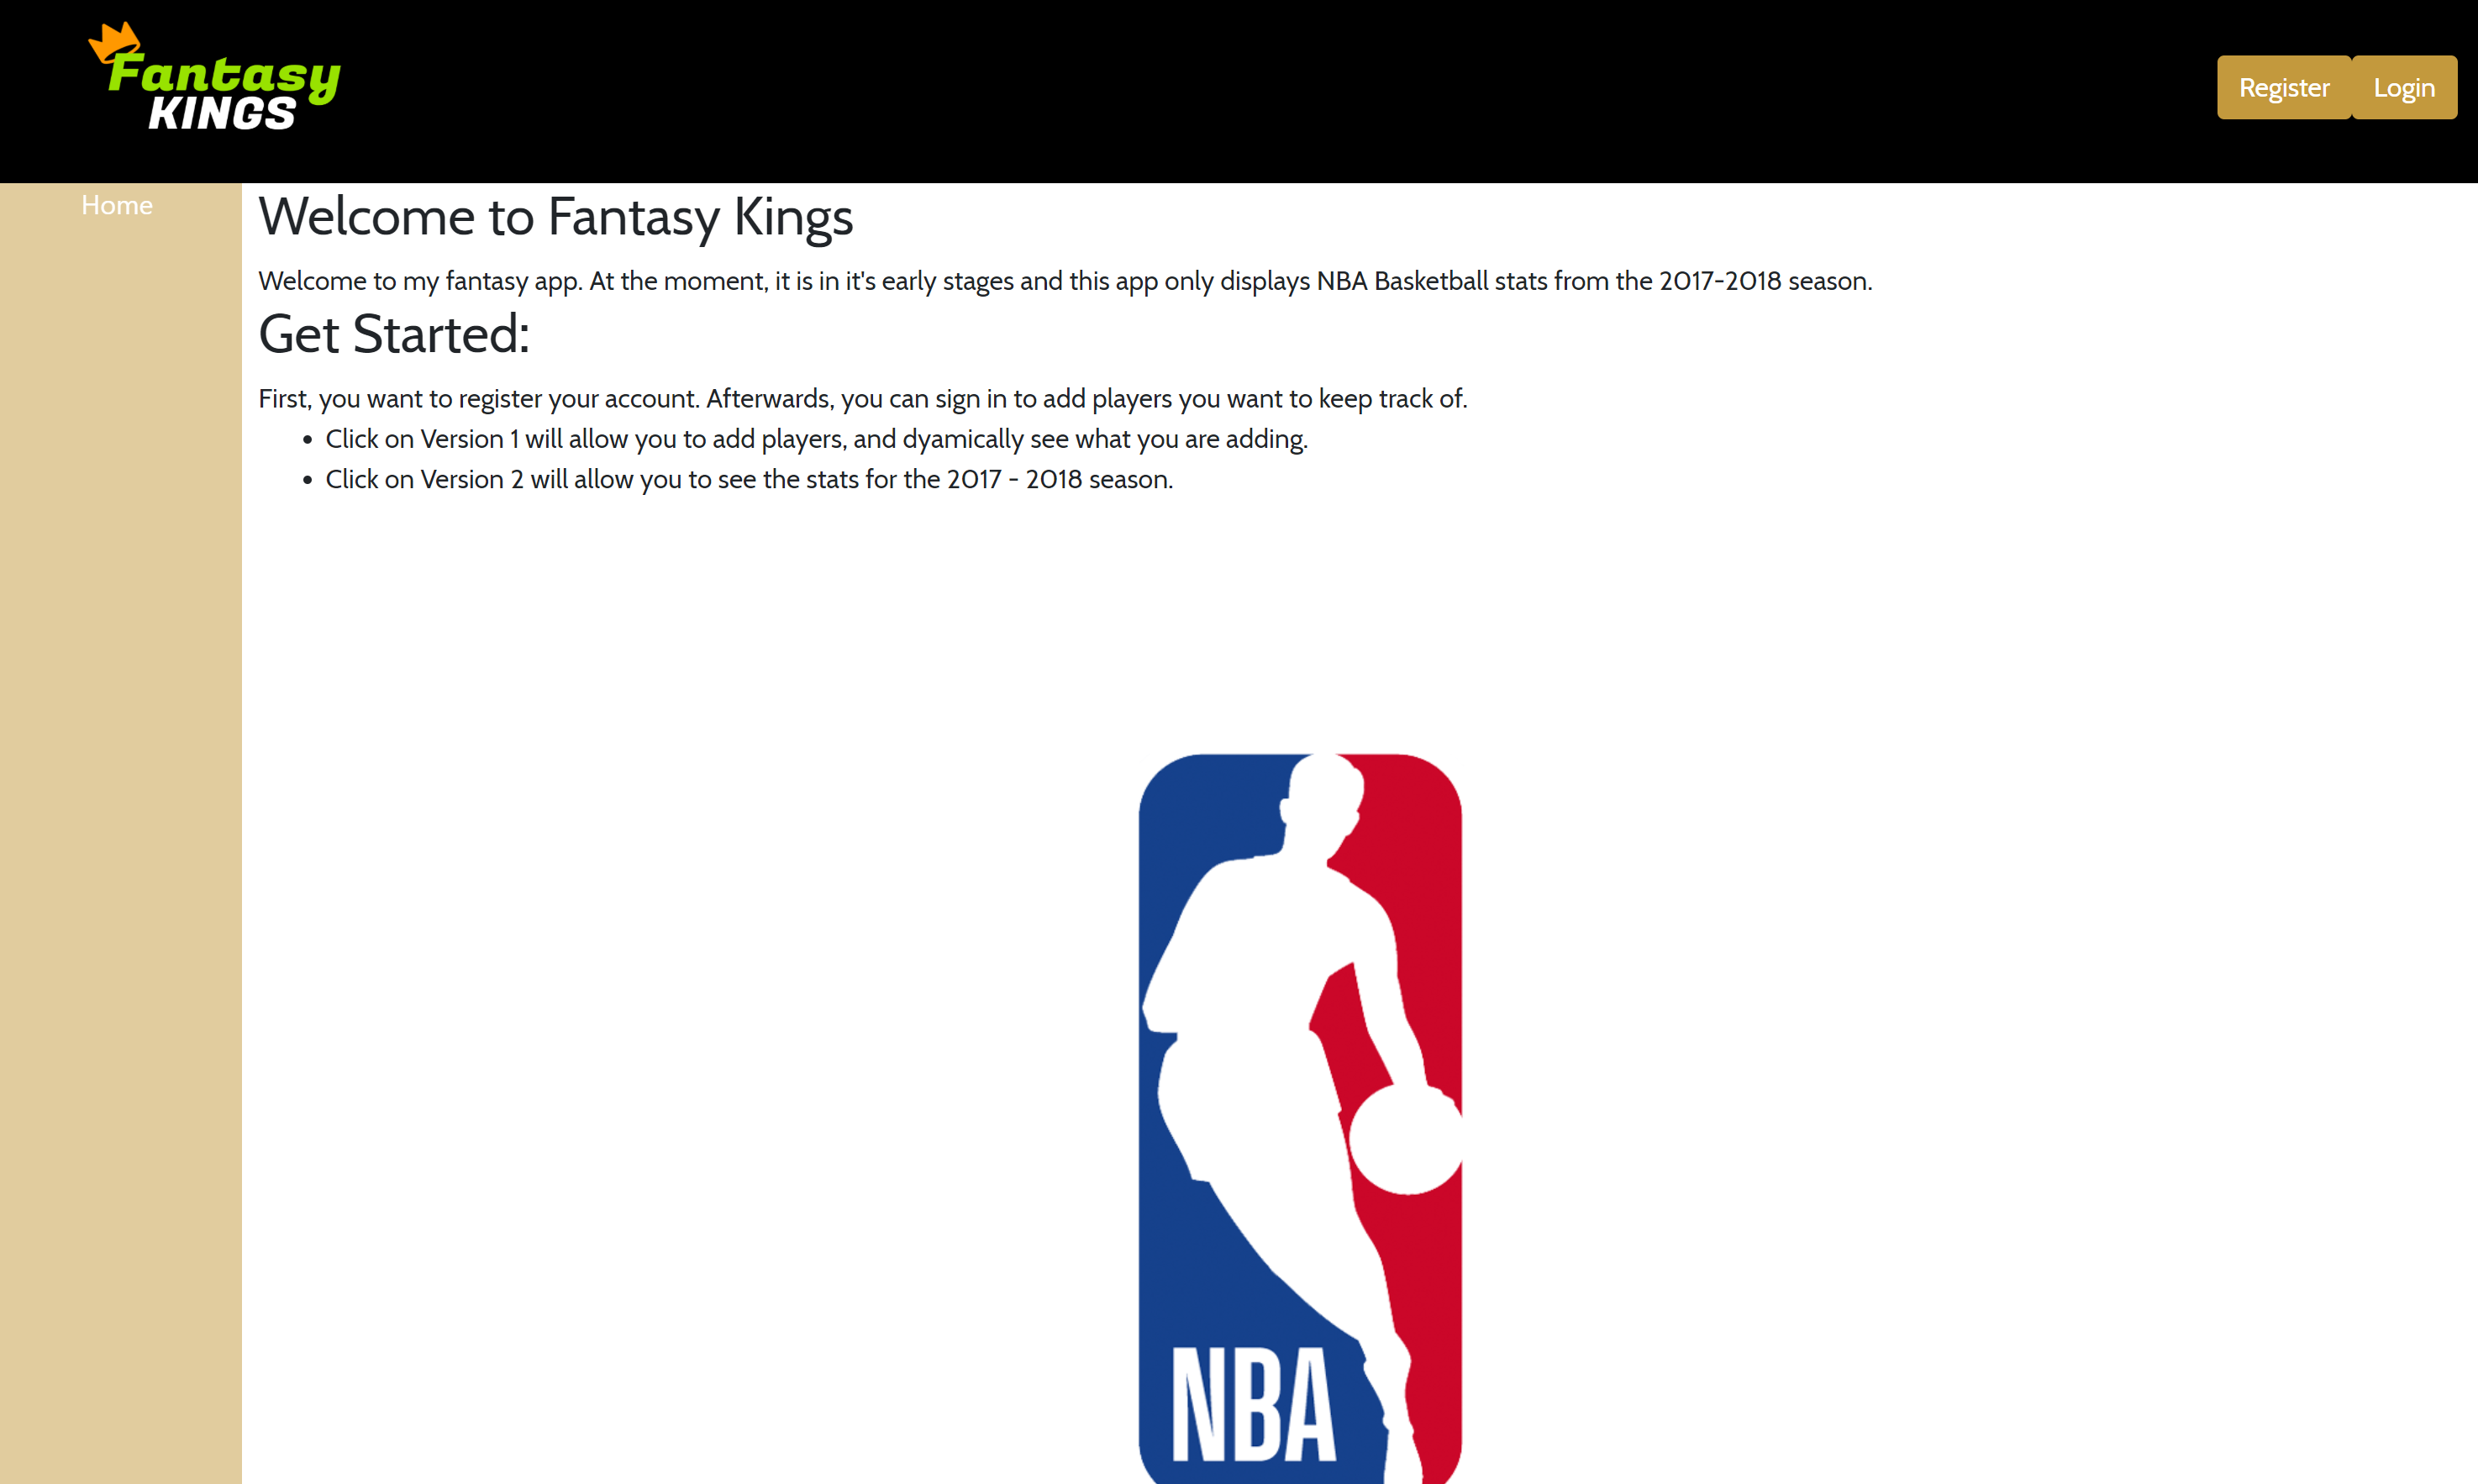 Fantasy
KINGS
Register
Login
Home
Welcome to Fantasy Kings
Welcome to my fantasy app. At the moment, it is in it's early stages and this app only displays NBA Basketball stats from the 2017-2018 season.
Get Started:
First, you want to register your account. Afterwards, you can sign in to add players you want to keep track of.
• Click on Version 1 will allow you to add players, and dyamically see what you are adding.
• Click on Version 2 will allow you to see the stats for the 2017 - 2018 season.
NBA